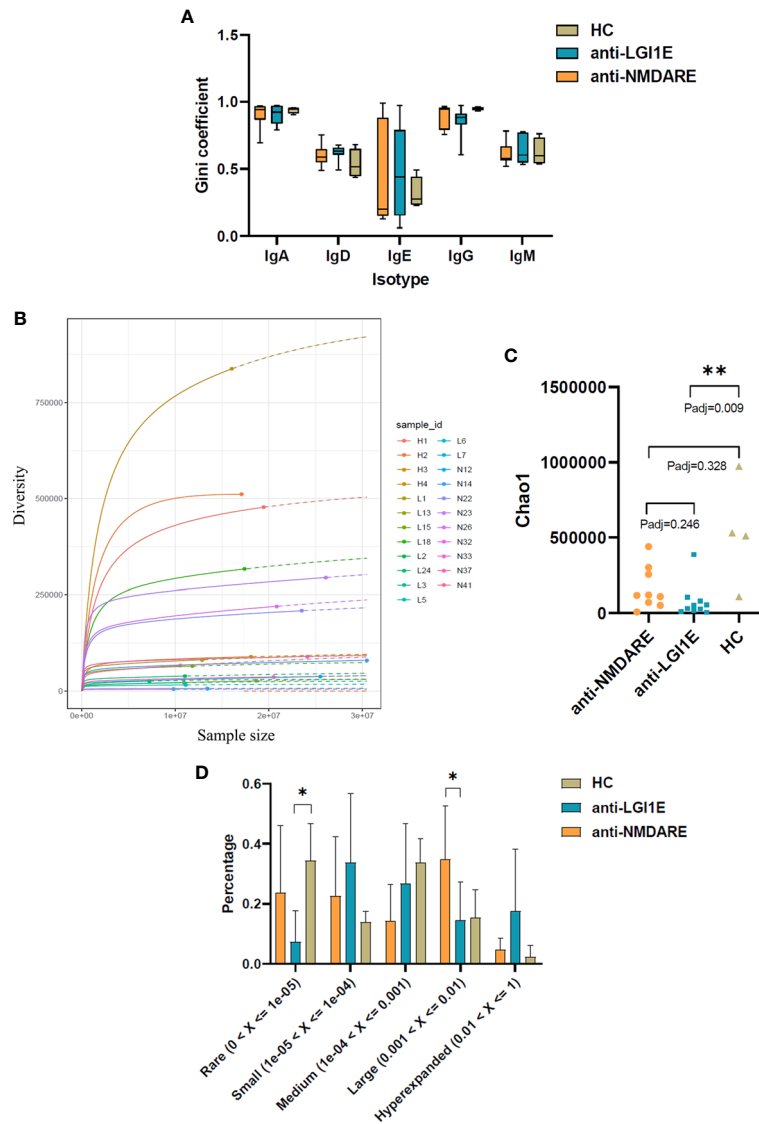 A
HC
anti-LGI1E
anti-NMDARE
Gini coefficient
1.5
1.0
0.5
0.0
IgA IgD IgE IgG IgM
Isotype
B
Diversity
750000
500000
250000
0
0e+00 1e+07 2e+07 3e+07
Sample size
sample_id
H1 L6
H2 L7
H3 N12
H4 N14
L1 N22
L13 N23
L15 N26
L18 N32
L2 N33
L24 N37
L3 N41
L5
C
**
Padj=0.009
Padj=0.328
Padj=0.246
Chao1
1500000
1000000
500000
0
anti-NMDARE
anti-LGI1E
HC
D
HC
anti-LGI1E
anti-NMDARE
Percentage
0.6
0.4
0.2
0.0
*
*
Rare (0 < X <= 1e-05)
Small (1e-05 < X <= 1e-04)
Medium (1e-04 < X <= 0.001)
Large (0.001 < X <= 0.01)
Hyperexpanded (0.01 < X <= 1)